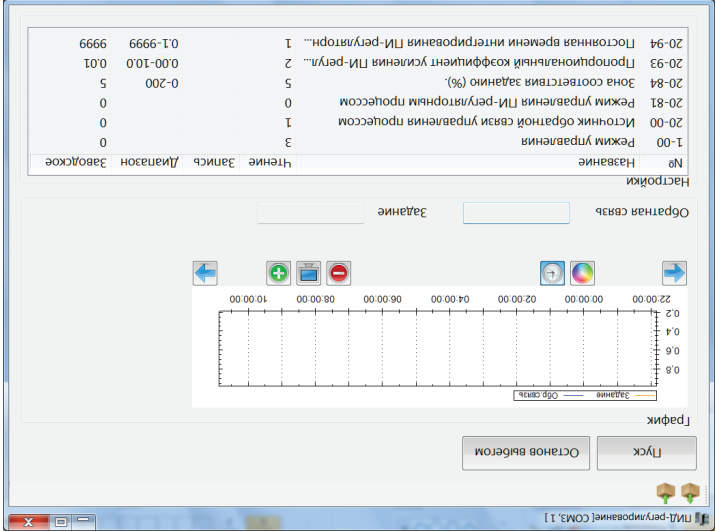 ПИД-регулирование[ COM3, 1 ]
Пуск Останов выбегом
График
Задание Обр связь
0,8
0,6
0,4
0,2
22:00:00 00:00:00 02:00:00 04:00:00 06:00:00 08:00:00 10:00:00
Обратная связь Задание
Настройки
№ Название Чтение Запись Диапазон Заводское
1-00 Режим управления 3 0
20-00 Источник обратной связи управления процессом 1 0
20-81 Режим управления ПИ-регуляторным процессом 0 0
20-84 Зона соответствия заданию (%). 5 0-200 5
20-93 Пропорциональный коэффициент усиления ПИ-регул... 2 0.00-10.0 0.01
20-94 Постоянная времени интегрирования ПИ-регуляторн... 1 0.1-9999 9999